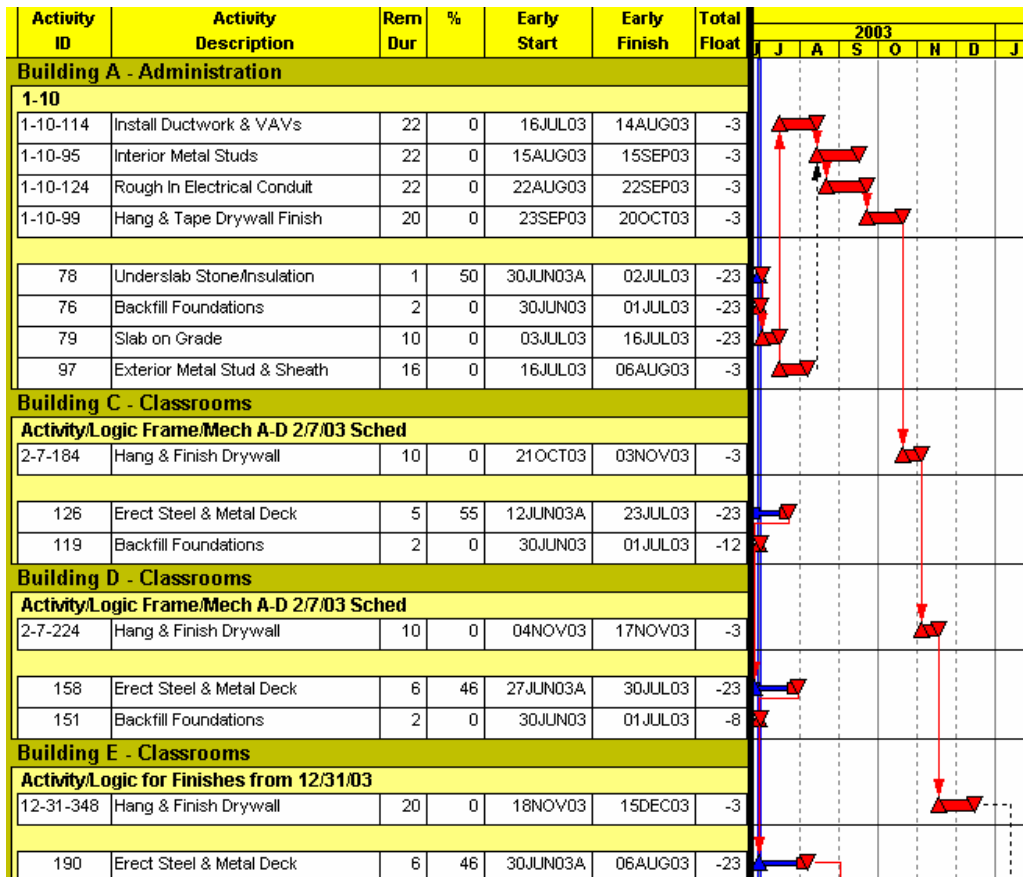 Activity ID Activity Description Rem Dur % Early Start Early Finish Total Float 2003
J J A S O N D J
Building A - Administration
1-10
1-10-114 Install Ductwork & VAVs 22 0 16JUL03 14AUG03 -3
1-10-95 Interior Metal Studs 22 0 15AUG03 15SEP03 -3
1-10-124 Rough In Electrical Conduit 22 0 22AUG03 22SEP03 -3
1-10-99 Hang & Tape Drywall Finish 20 0 23SEP03 20OCT03 -3
78 Underslab Stone/Insulation 1 50 30JUN03A 02JUL03 -23
76 Backfill Foundations 2 0 30JUN03 01JUL03 -23
79 Slab on Grade 10 0 03JUL03 16JUL03 -23
97 Exterior Metal Stud & Sheath 16 0 16JUL03 06AUG03 -3
Building C - Classrooms
Activity/Logic Frame/Mech A-D 2/7/03 Sched
2-7-184 Hang & Finish Drywall 10 0 21OCT03 03NOV03 -3
126 Erect Steel & Metal Deck 5 55 12JUN03A 23JUL03 -23
119 Backfill Foundations 2 0 30JUN03 01JUL03 -12
Building D - Classrooms
Activity/Logic Frame/Mech A-D 2/7/03 Sched
2-7-224 Hang & Finish Drywall 10 0 04NOV03 17NOV03 -3
158 Erect Steel & Metal Deck 6 46 27JUN03A 30JUL03 -23
151 Backfill Foundations 2 0 30JUN03 01JUL03 -8
Building E - Classrooms
Activity/Logic for Finishes from 12/31/03
12-31-348 Hang & Finish Drywall 20 0 18NOV03 15DEC03 -3
190 Erect Steel & Metal Deck 6 46 30JUN03A 06AUG03 -23